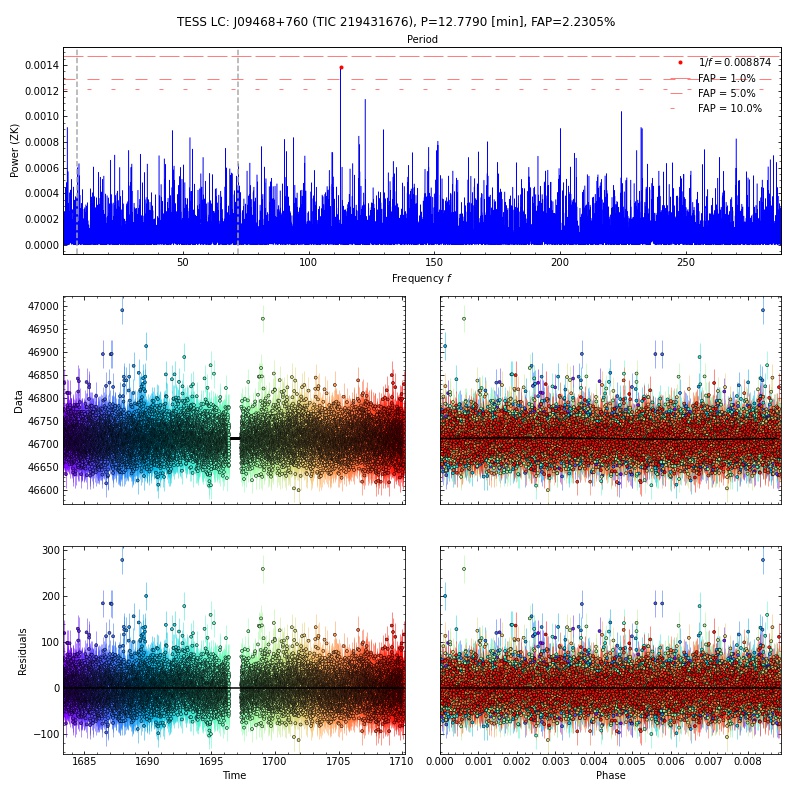 TESS LC: J09468+760 (TIC 219431676), P=12.7790 [min], FAP=2.2305%
Period
Power (ZK)
0.0014
0.0012
0.0010
0.0008
0.0006
0.0004
0.0002
0.0000
1/f = 0.008874
FAP = 1.0%
FAP = 5.0%
FAP = 10.0%
50 100 150 200 250
Frequency f
Data
47000
46950
46900
46850
46800
46750
46700
46650
46600
Residuals
300
200
100
0
−100
1685 1690 1695 1700 1705 1710
Time
0.000 0.001 0.002 0.003 0.004 0.005 0.006 0.007 0.008
Phase